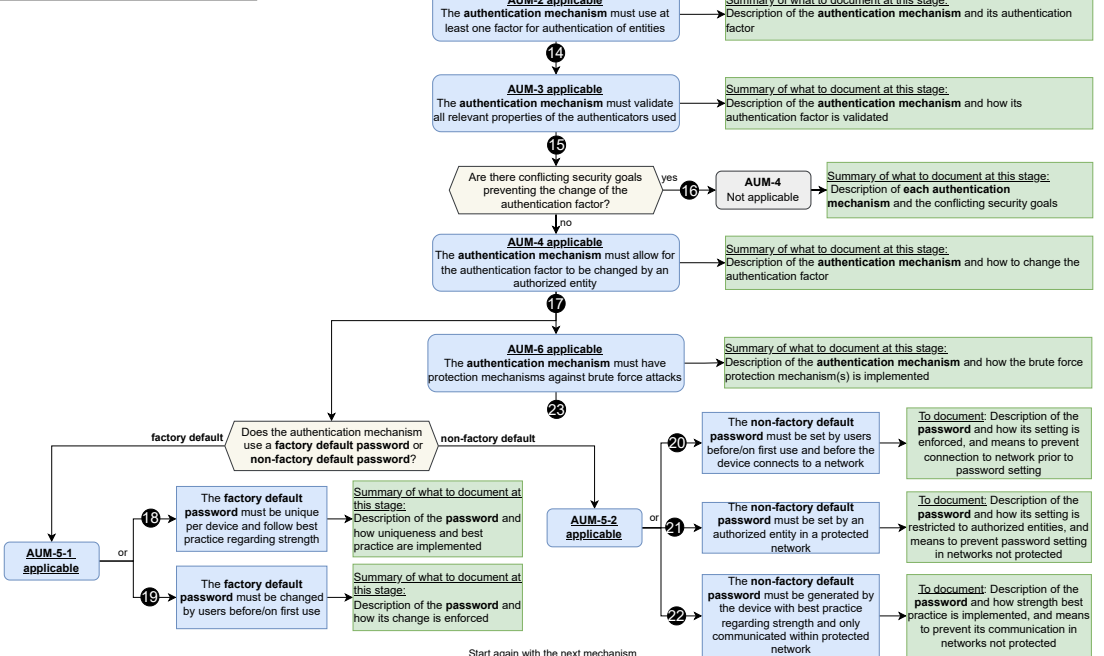 AUM-2 applicable
The authentication mechanism must use at
least one factor for authentication of entities
Summary of what to document at this stage:
Description of the authentication mechanism and its authentication
factor
14
AUM-3 applicable
The authentication mechanism must validate
all relevant properties of the authenticators used
Summary of what to document at this stage:
Description of the authentication mechanism and how its
authentication factor is validated
15
Are there conflicting security goals
preventing the change of the
authentication factor?
yes
16
AUM-4
Not applicable
Summary of what to document at this stage:
Description of each authentication
mechanism and the conflicting security goals
no
AUM-4 applicable
The authentication mechanism must allow for
the authentication factor to be changed by an
authorized entity
Summary of what to document at this stage:
Description of the authentication mechanism and how to change the
authentication factor
17
AUM-6 applicable
The authentication mechanism must have
protection mechanisms against brute force attacks
Summary of what to document at this stage:
Description of the authentication mechanism and how the brute force
protection mechanism(s) is implemented
23
Does the authentication mechanism
use a factory default password or
non-factory default password?
factory default
non-factory default
AUM-5-1
applicable
or
18
The factory default
password must be unique
per device and follow best
practice regarding strength
Summary of what to document at
this stage:
Description of the password and
how uniqueness and best
practice are implemented
19
The factory default
password must be changed
by users before/on first use
Summary of what to document at
this stage:
Description of the password and
how its change is enforced
AUM-5-2
applicable
or
20
The non-factory default
password must be set by users
before/on first use and before the
device connects to a network
To document: Description of the
password and how its setting is
enforced, and means to prevent
connection to network prior to
password setting
21
The non-factory default
password must be set by an
authorized entity in a protected
network
To document: Description of the
password and how its setting is
restricted to authorized entities, and
means to prevent password setting
in networks not protected
22
The non-factory default
password must be generated by
the device with best practice
regarding strength and only
communicated within protected
network
To document: Description of the
password and how strength best
practice is implemented, and means
to prevent its communication in
networks not protected
Start again with the next mechanism